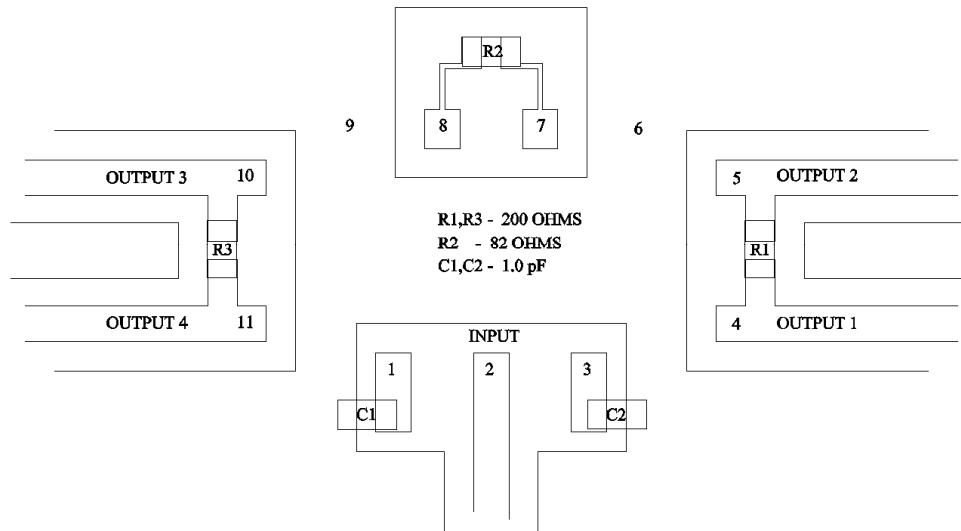 R2
8
7
9
6
OUTPUT 3
10
5
OUTPUT 2
R1,R3 - 200 OHMS
R2 - 82 OHMS
C1,C2 - 1.0 pF
R3
R1
OUTPUT 4
11
4
OUTPUT 1
INPUT
1
2
3
C1
C2